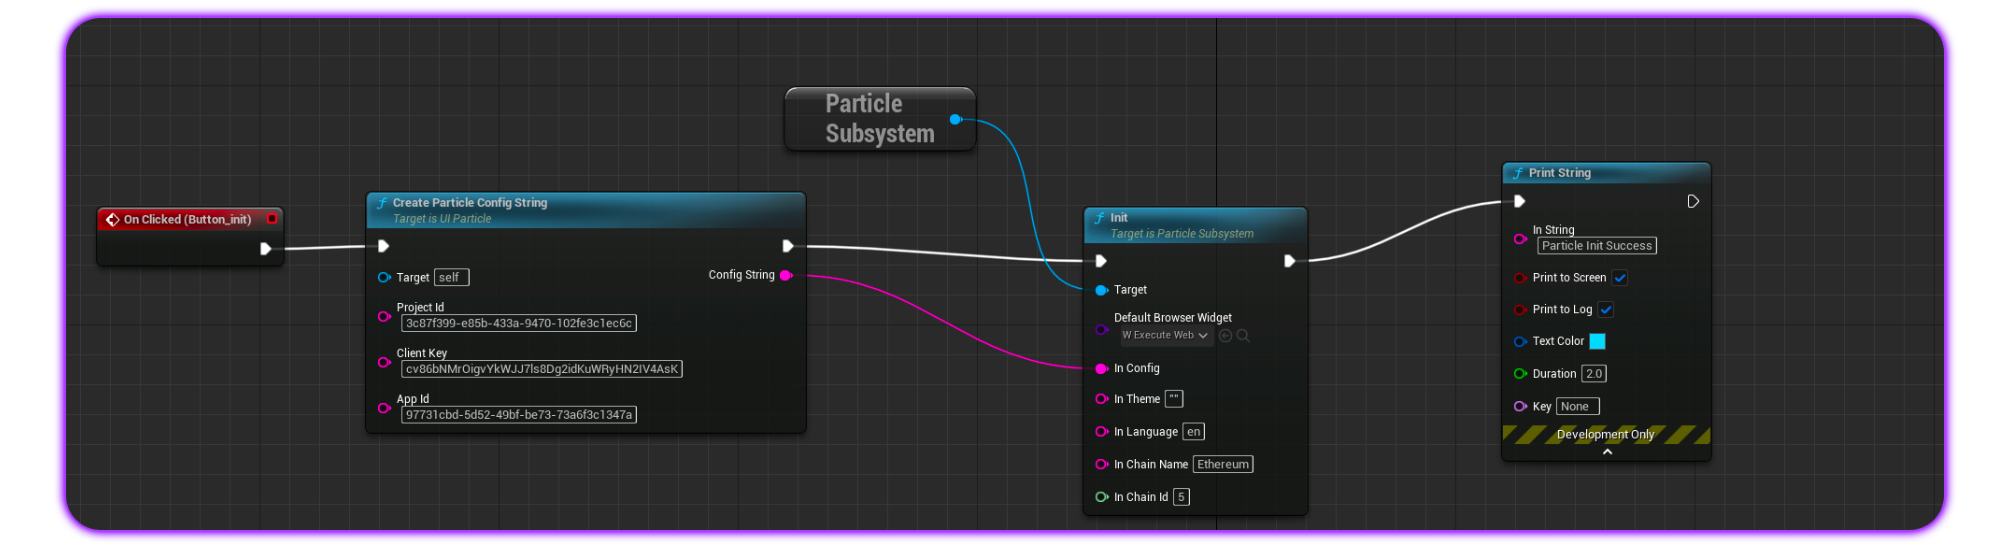 Particle
Subsystem
On Clicked (Button_init)
Create Particle Config String
Target is UI Particle
Target self
Config String
Project Id
3c87f399-e85b-433a-9470-102fe3c1ec6c
Client Key
cv86bNMrOigvYkWJJ7ls8Dg2idKuWRyHN2IV4AsK
App Id
97731cbd-5d52-49bf-be73-73a6f3c1347a
Init
Target is Particle Subsystem
Target
Default Browser Widget
W Execute Web
In Config
In Theme ""
In Language en
In Chain Name Ethereum
In Chain Id 5
Print String
In String
Particle Init Success
Print to Screen
Print to Log
Text Color
Duration 2.0
Key None
Development Only